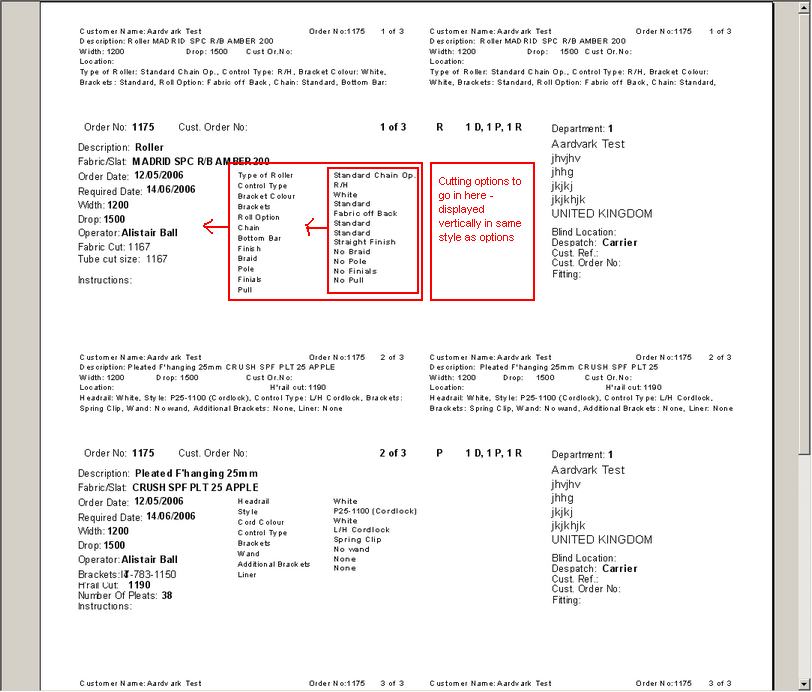 Customer Name:Aardvark Test Order No:1175 1 of 3 Customer Name:Aardvark Test Order No:1175 1 of 3
Description: Roller MADRID SPC R/B AMBER 200 Description: Roller MADRID SPC R/B AMBER 200
Width: 1200 Drop: 1500 Cust Or.No: Width: 1200 Drop: 1500 Cust Or.No:
Location: Location:
Type of Roller: Standard Chain Op., Control Type: R/H, Bracket Colour: White, Type of Roller: Standard Chain Op., Control Type: R/H, Bracket Colour:
Brackets: Standard, Roll Option: Fabric off Back, Chain: Standard, Bottom Bar: White, Brackets: Standard, Roll Option: Fabric off Back, Chain: Standard,
Order No: 1175 Cust. Order No: 1 of 3 R 1 D, 1 P, 1 R Department: 1
Description: Roller
Fabric/Slat: MADRID SPC R/B AMBER 200
Order Date: 12/05/2006
Required Date: 14/06/2006
Width: 1200
Drop: 1500
Operator: Alistair Ball
Fabric Cut: 1167
Tube cut size: 1167
Instructions:
Type of Roller Standard Chain Op.
Control Type R/H
Bracket Colour White
Brackets Standard
Roll Option Fabric off Back
Chain Standard
Bottom Bar Standard
Finish Straight Finish
Braid No Braid
Pole No Pole
Finials No Finials
Pull No Pull
Cutting options to
go in here -
displayed
vertically in same
style as options
Aardvark Test
jhvjhv
jhhg
jkjkj
jkjkhjk
UNITED KINGDOM
Blind Location:
Despatch: Carrier
Cust. Ref.:
Cust. Order No:
Fitting:
Customer Name:Aardvark Test Order No:1175 2 of 3 Customer Name:Aardvark Test Order No:1175 2 of 3
Description: Pleated F'hanging 25mm CRUSH SPF PLT 25 APPLE Description: Pleated F'hanging 25mm CRUSH SPF PLT 25
Width: 1200 Drop: 1500 Cust Or.No: Width: 1200 Drop: 1500 Cust Or.No:
Location: H'rail cut: 1190 Location: H'rail cut: 1190
Headrail: White, Style: P25-1100 (Cordlock), Control Type: L/H Cordlock, Brackets: Headrail: White, Style: P25-1100 (Cordlock), Control Type: L/H Cordlock,
Spring Clip, Wand: No wand, Additional Brackets: None, Liner: None Brackets: Spring Clip, Wand: No wand, Additional Brackets: None, Liner: None
Order No: 1175 Cust. Order No: 2 of 3 P 1 D, 1 P, 1 R Department: 1
Description: Pleated F'hanging 25mm
Fabric/Slat: CRUSH SPF PLT 25 APPLE
Order Date: 12/05/2006
Required Date: 14/06/2006
Width: 1200
Drop: 1500
Operator: Alistair Ball
Brackets: -783-1150
H'rail Cut: 1190
Number Of Pleats: 38
Instructions:
Headrail White
Style P25-1100 (Cordlock)
Cord Colour White
Control Type L/H Cordlock
Brackets Spring Clip
Wand No wand
Additional Brackets None
Liner None
Aardvark Test
jhvjhv
jhhg
jkjkj
jkjkhjk
UNITED KINGDOM
Blind Location:
Despatch: Carrier
Cust. Ref.:
Cust. Order No:
Fitting:
Customer Name:Aardvark Test Order No:1175 3 of 3 Customer Name:Aardvark Test Order No:1175 3 of 3